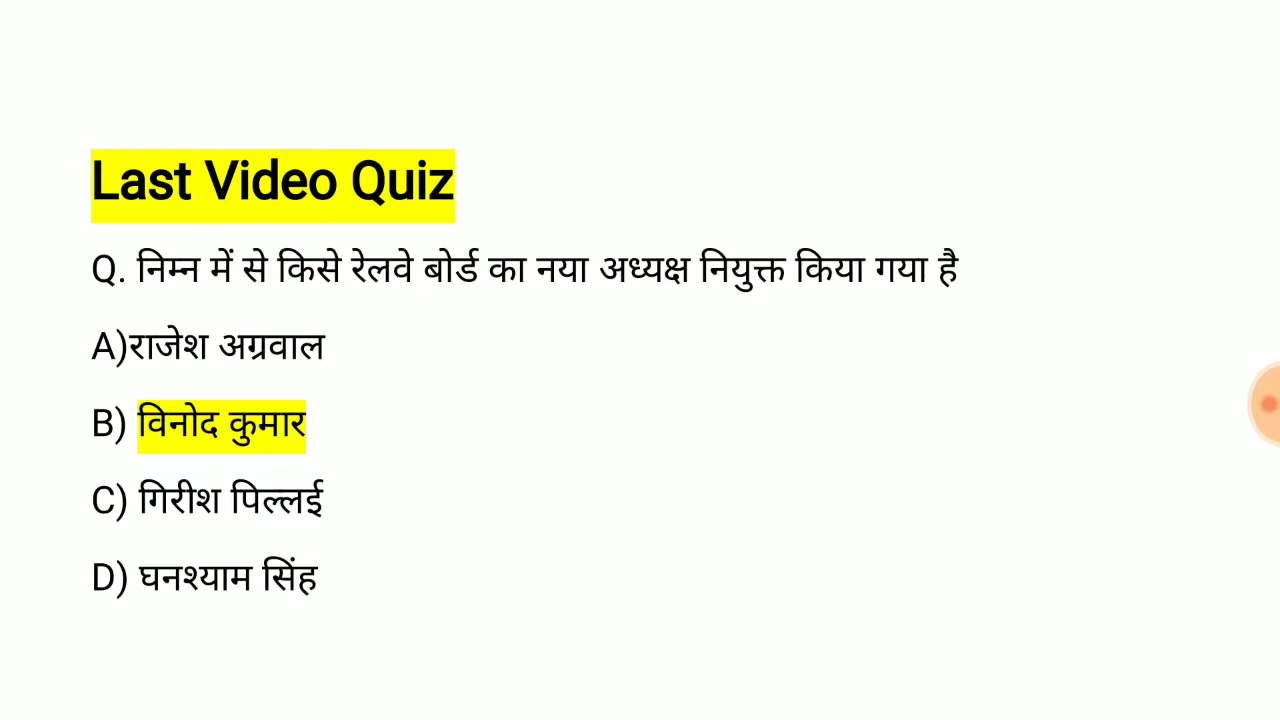 Last Video Quiz
Q. निम्न में से किसे रेलवे बोर्ड का नया अध्यक्ष नियुक्त किया गया है
A)राजेश अग्रवाल
B) विनोद कुमार
C) गिरीश पिल्लई
D) घनश्याम सिंह